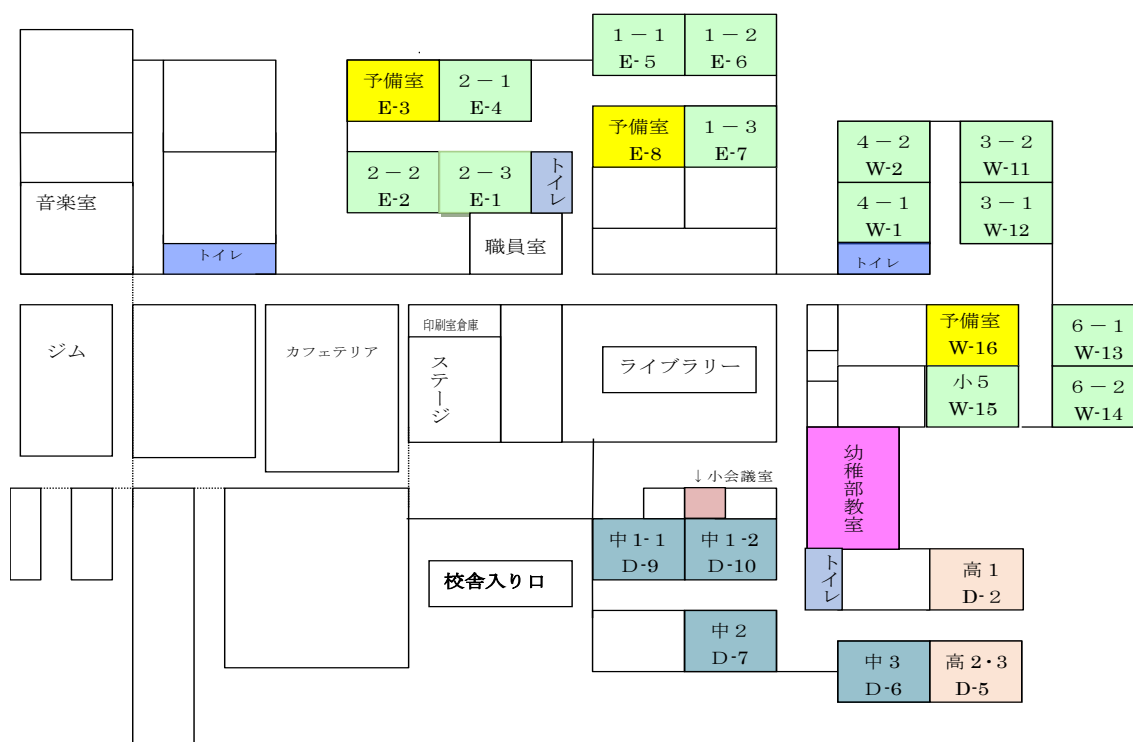 1－1
E-5
1－2
E-6
予備室
E-3
2－1
E-4
予備室
E-8
1－3
E-7
4－2
W-2
3－2
W-11
2－2
E-2
2－3
E-1
トイレ
音楽室
4－1
W-1
3－1
W-12
職員室
トイレ
トイレ
ジム
カフェテリア
印刷室倉庫
ステージ
ライブラリー
予備室
W-16
6－1
W-13
小5
W-15
6－2
W-14
幼稚部教室
↓小会議室
中1-1
D-9
中1-2
D-10
校舎入り口
トイレ
高1
D-2
中2
D-7
中3
D-6
高2・3
D-5